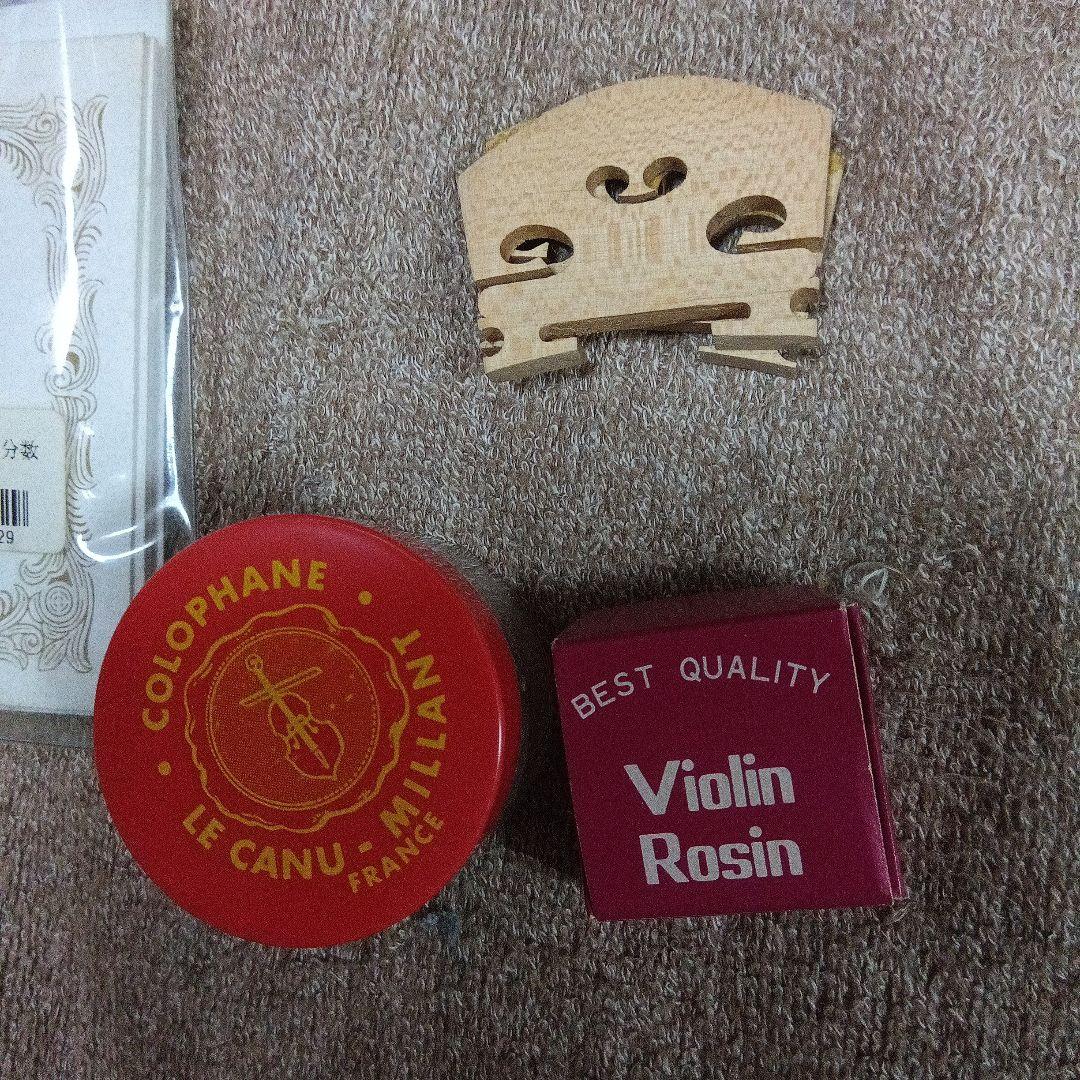 分数
29
COLOPHANE
LE CANU - MILLANT
FRANCE
BEST QUALITY
Violin
Rosin